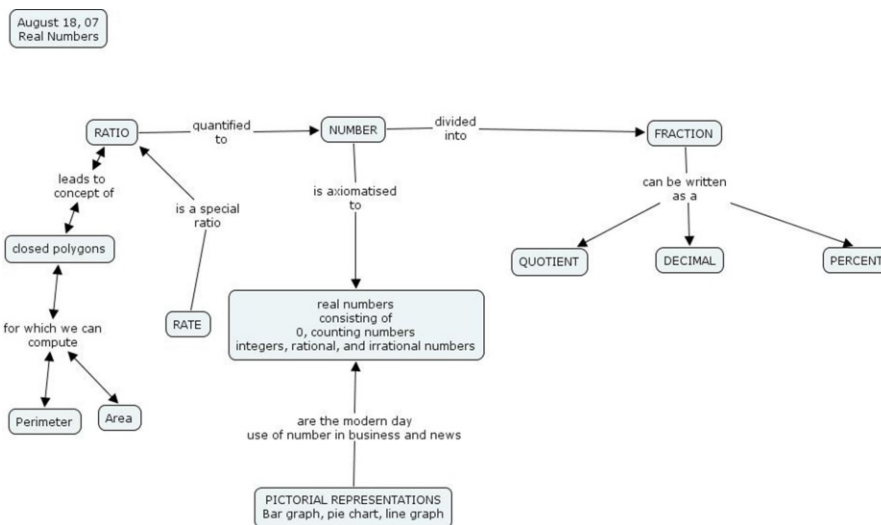 August 18, 07
Real Numbers
RATIO
quantified
to
NUMBER
divided
into
FRACTION
leads to
concept of
is a special
ratio
is axiomatised
to
can be written
as a
closed polygons
QUOTIENT
DECIMAL
PERCENT
for which we can
compute
RATE
real numbers
consisting of
0, counting numbers
integers, rational, and irrational numbers
Perimeter
Area
are the modern day
use of number in business and news
PICTORIAL REPRESENTATIONS
Bar graph, pie chart, line graph